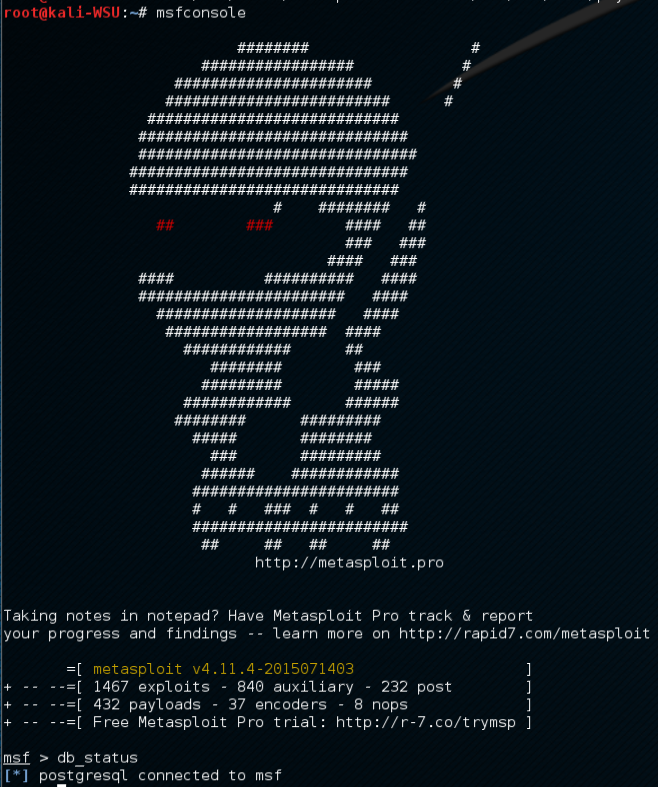 root@kali-WSU:~# msfconsole
                          ########                  #
                      #################            #
                   ######################         #
                  #########################      #
                ############################
               ##############################
               ###############################
              ###############################
              ##############################
                              #    ########   #
                 ##        ###        ####   ##
                                      ###   ###
                                    ####   ###
               ####          ##########   ####
               #######################   ####
                 ####################   ####
                  ##################  ####
                    ############      ##
                       ########        ###
                      #########        #####
                    ############      ######
                   ########      #########
                     #####       ########
                       ###       #########
                      ######    ############
                     #######################
                     #   #   ###  #   #   ##
                     ########################
                      ##     ##   ##     ##
                            http://metasploit.pro
Taking notes in notepad? Have Metasploit Pro track & report
your progress and findings -- learn more on http://rapid7.com/metasploit
       =[ metasploit v4.11.4-2015071403                   ]
+ -- --=[ 1467 exploits - 840 auxiliary - 232 post        ]
+ -- --=[ 432 payloads - 37 encoders - 8 nops             ]
+ -- --=[ Free Metasploit Pro trial: http://r-7.co/trymsp ]
msf > db_status
[*] postgresql connected to msf